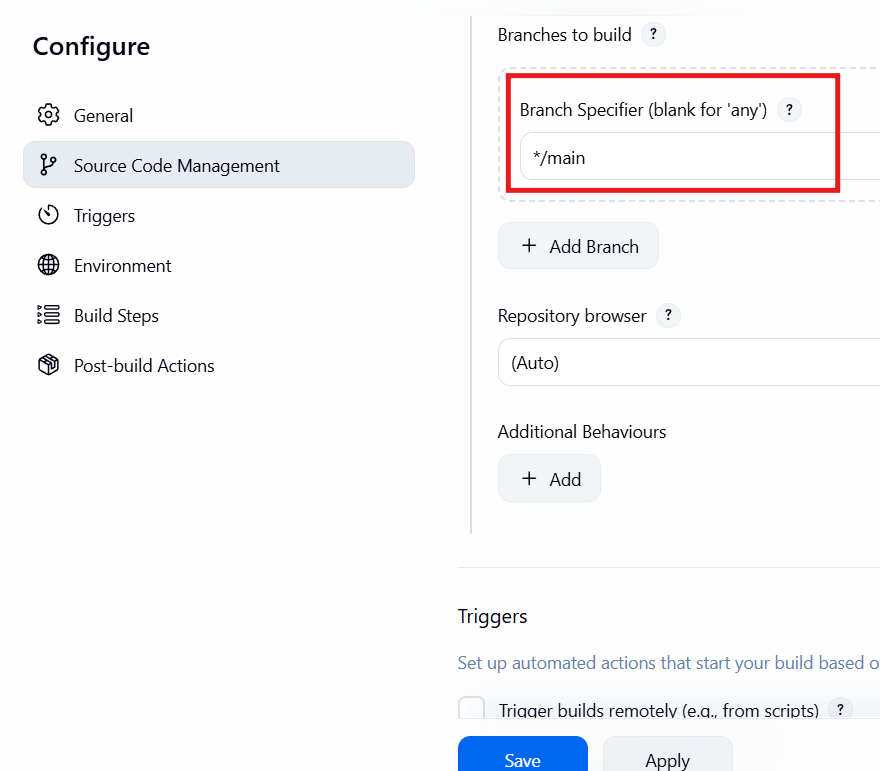 Configure
General
Source Code Management
Triggers
Environment
Build Steps
Post-build Actions
Branches to build ?
Branch Specifier (blank for 'any') ?
*/main
+ Add Branch
Repository browser ?
(Auto)
Additional Behaviours
+ Add
Triggers
Set up automated actions that start your build based o
Trigger builds remotely (e.g., from scripts) ?
Save
Apply